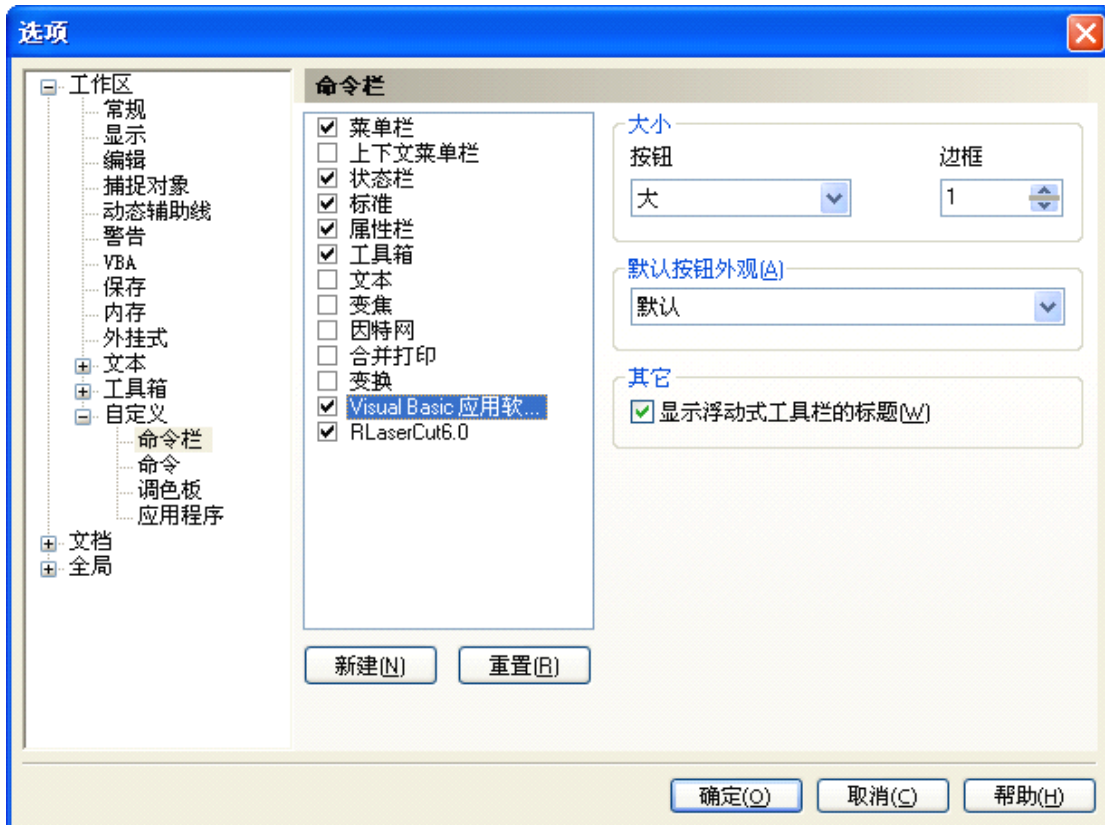 选项
工作区
常规
显示
编辑
捕捉对象
动态辅助线
警告
VBA
保存
内存
外挂式
文本
工具箱
自定义
命令栏
命令
调色板
应用程序
文档
全局
命令栏
菜单栏
上下文菜单栏
状态栏
标准
属性栏
工具箱
文本
变焦
因特网
合并打印
变换
Visual Basic 应用软...
RLaserCut6.0
新建(N)
重置(R)
大小
按钮
边框
大
1
默认按钮外观(A)
默认
其它
显示浮动式工具栏的标题(W)
确定(O)
取消(C)
帮助(H)